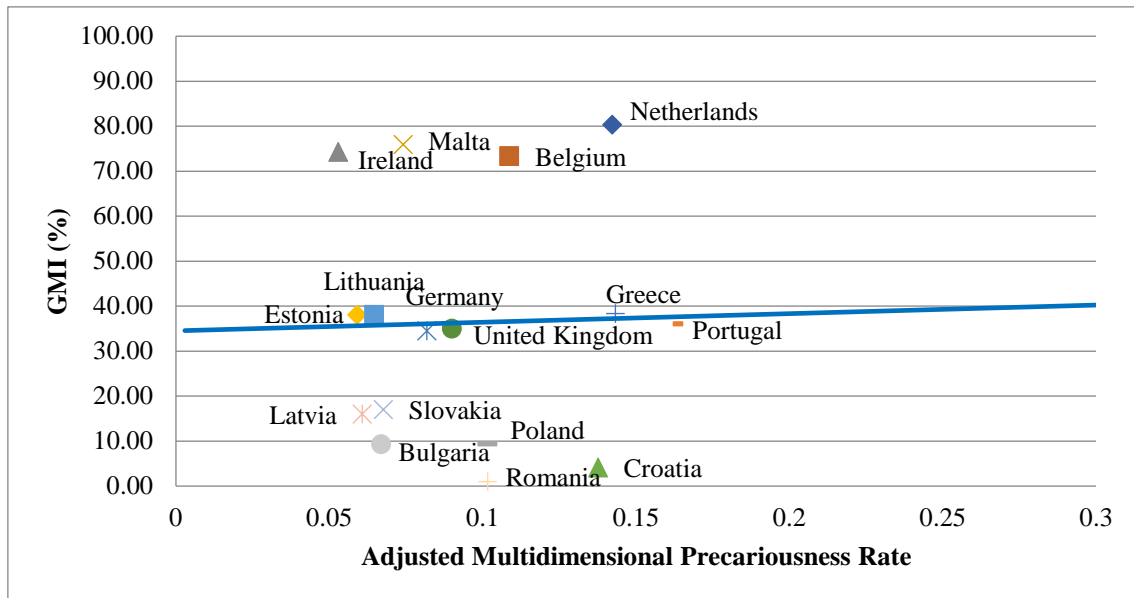 100.00
90.00
80.00
70.00
60.00
50.00
40.00
30.00
20.00
10.00
0.00
GMI (%)
Netherlands
Malta
Ireland
Belgium
Lithuania
Germany
Greece
Estonia
United Kingdom
Portugal
Latvia
Slovakia
Poland
Bulgaria
Croatia
Romania
0 0.05 0.1 0.15 0.2 0.25 0.3
Adjusted Multidimensional Precariousness Rate